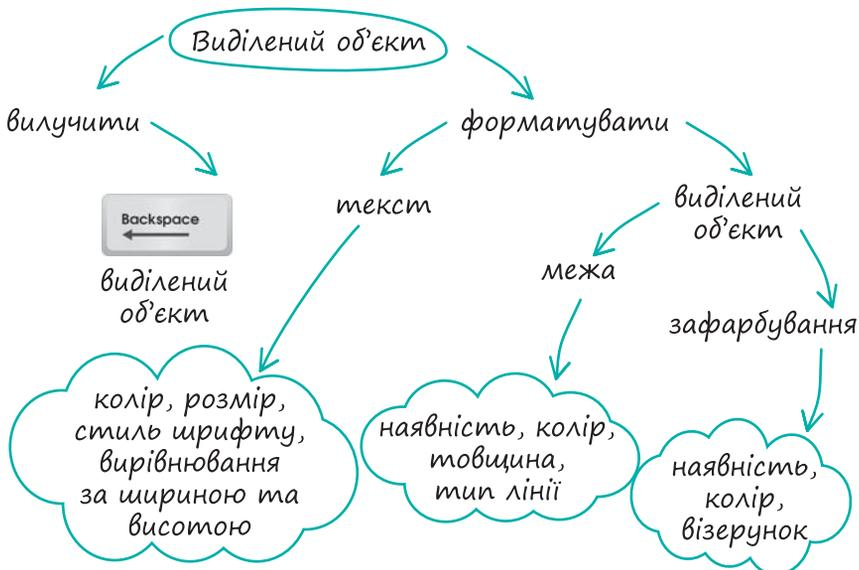 Виділений об'єкт
вилучити
форматувати
Backspace
виділений
об'єкт
текст
виділений
об'єкт
межа
зафарбування
колір, розмір,
стиль шрифту,
вирівнювання
за шириною та
висотою
наявність, колір,
товщина,
тип лінії
наявність,
колір,
візерунок